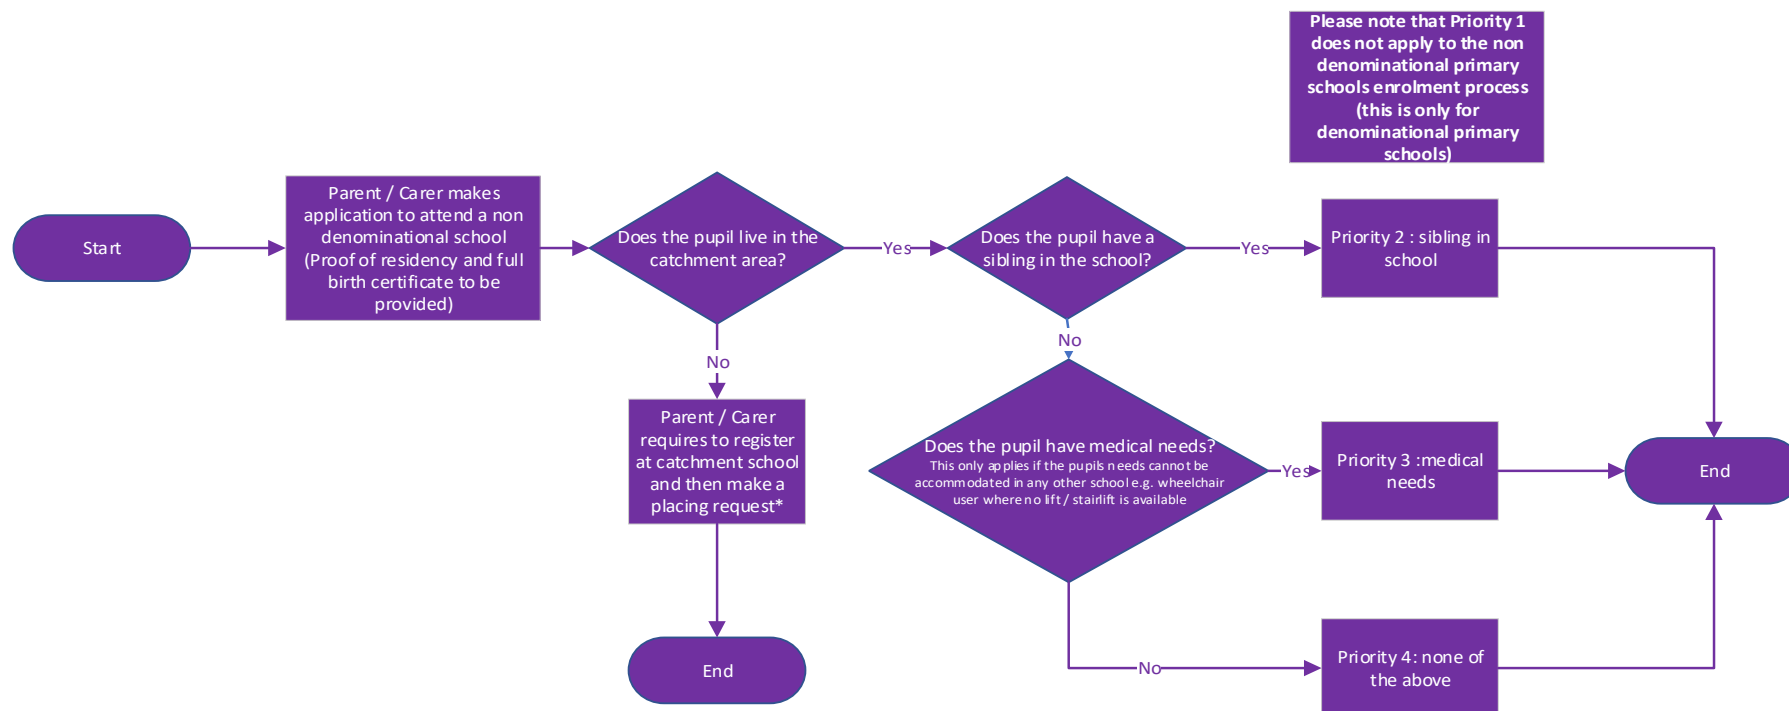 Please note that Priority 1
does not apply to the non
denominational primary
schools enrolment process
(this is only for
denominational primary
schools)
Start
Parent / Carer makes
application to attend a non
denominational school
(Proof of residency and full
birth certificate to be
provided)
Does the pupil live in the
catchment area?
Yes
Does the pupil have a
sibling in the school?
Yes
Priority 2 : sibling in
school
No
No
Parent / Carer
requires to register
at catchment school
and then make a
placing request*
Does the pupil have medical needs?
This only applies if the pupils needs cannot be
accommodated in any other school e.g. wheelchair
user where no lift / stairlift is available
Yes
Priority 3 :medical
needs
End
End
No
Priority 4: none of
the above